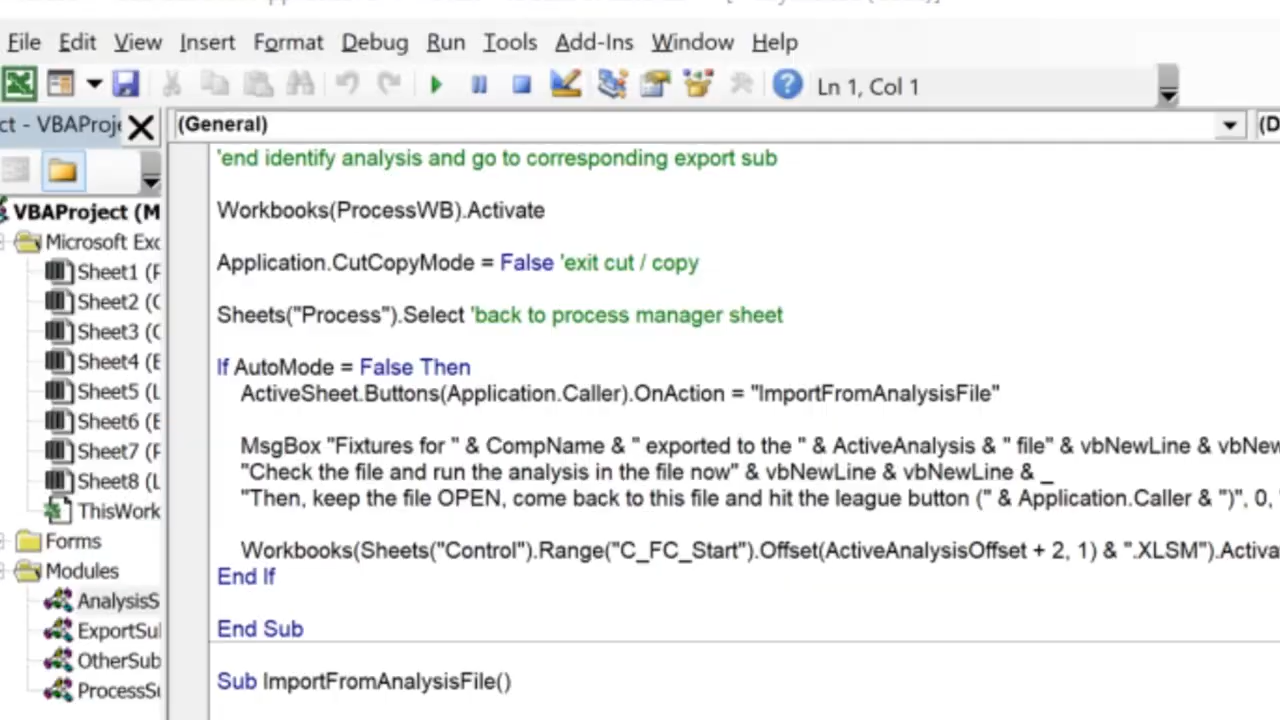 File Edit View Insert Format Debug Run Tools Add-Ins Window Help
Ln 1, Col 1
ct - VBAProje
(General)
(D
VBAProject (M
Microsoft Exc
Sheet1 (F
Sheet2 (C
Sheet3 (C
Sheet4 (E
Sheet5 (L
Sheet6 (E
Sheet7 (F
Sheet8 (L
ThisWork
Forms
Modules
AnalysisS
ExportSu
OtherSub
ProcessSu
'end identify analysis and go to corresponding export sub
Workbooks(ProcessWB).Activate
Application.CutCopyMode = False 'exit cut / copy
Sheets("Process").Select 'back to process manager sheet
If AutoMode = False Then
ActiveSheet.Buttons(Application.Caller).OnAction = "ImportFromAnalysisFile"
MsgBox "Fixtures for " & CompName & " exported to the " & ActiveAnalysis & " file" & vbNewLine & vbNew
"Check the file and run the analysis in the file now" & vbNewLine & vbNewLine & _
"Then, keep the file OPEN, come back to this file and hit the league button (" & Application.Caller & ")", 0, "
Workbooks(Sheets("Control").Range("C_FC_Start").Offset(ActiveAnalysisOffset + 2, 1) & ".XLSM").Activa
End If
End Sub
Sub ImportFromAnalysisFile()